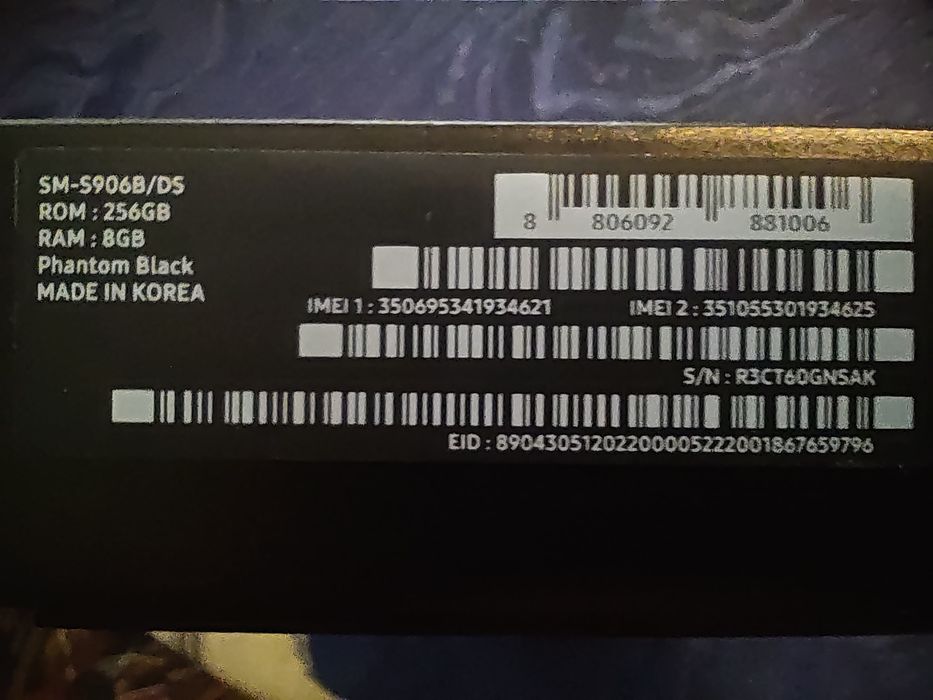 SM-S906B/DS
ROM : 256GB
RAM : 8GB
Phantom Black
MADE IN KOREA
8 806092 881006
IMEI 1 : 350695341934621 IMEI 2 : 351055301934625
S/N : R3CT60GNSAK
EID : 89043051202200005222001867659796